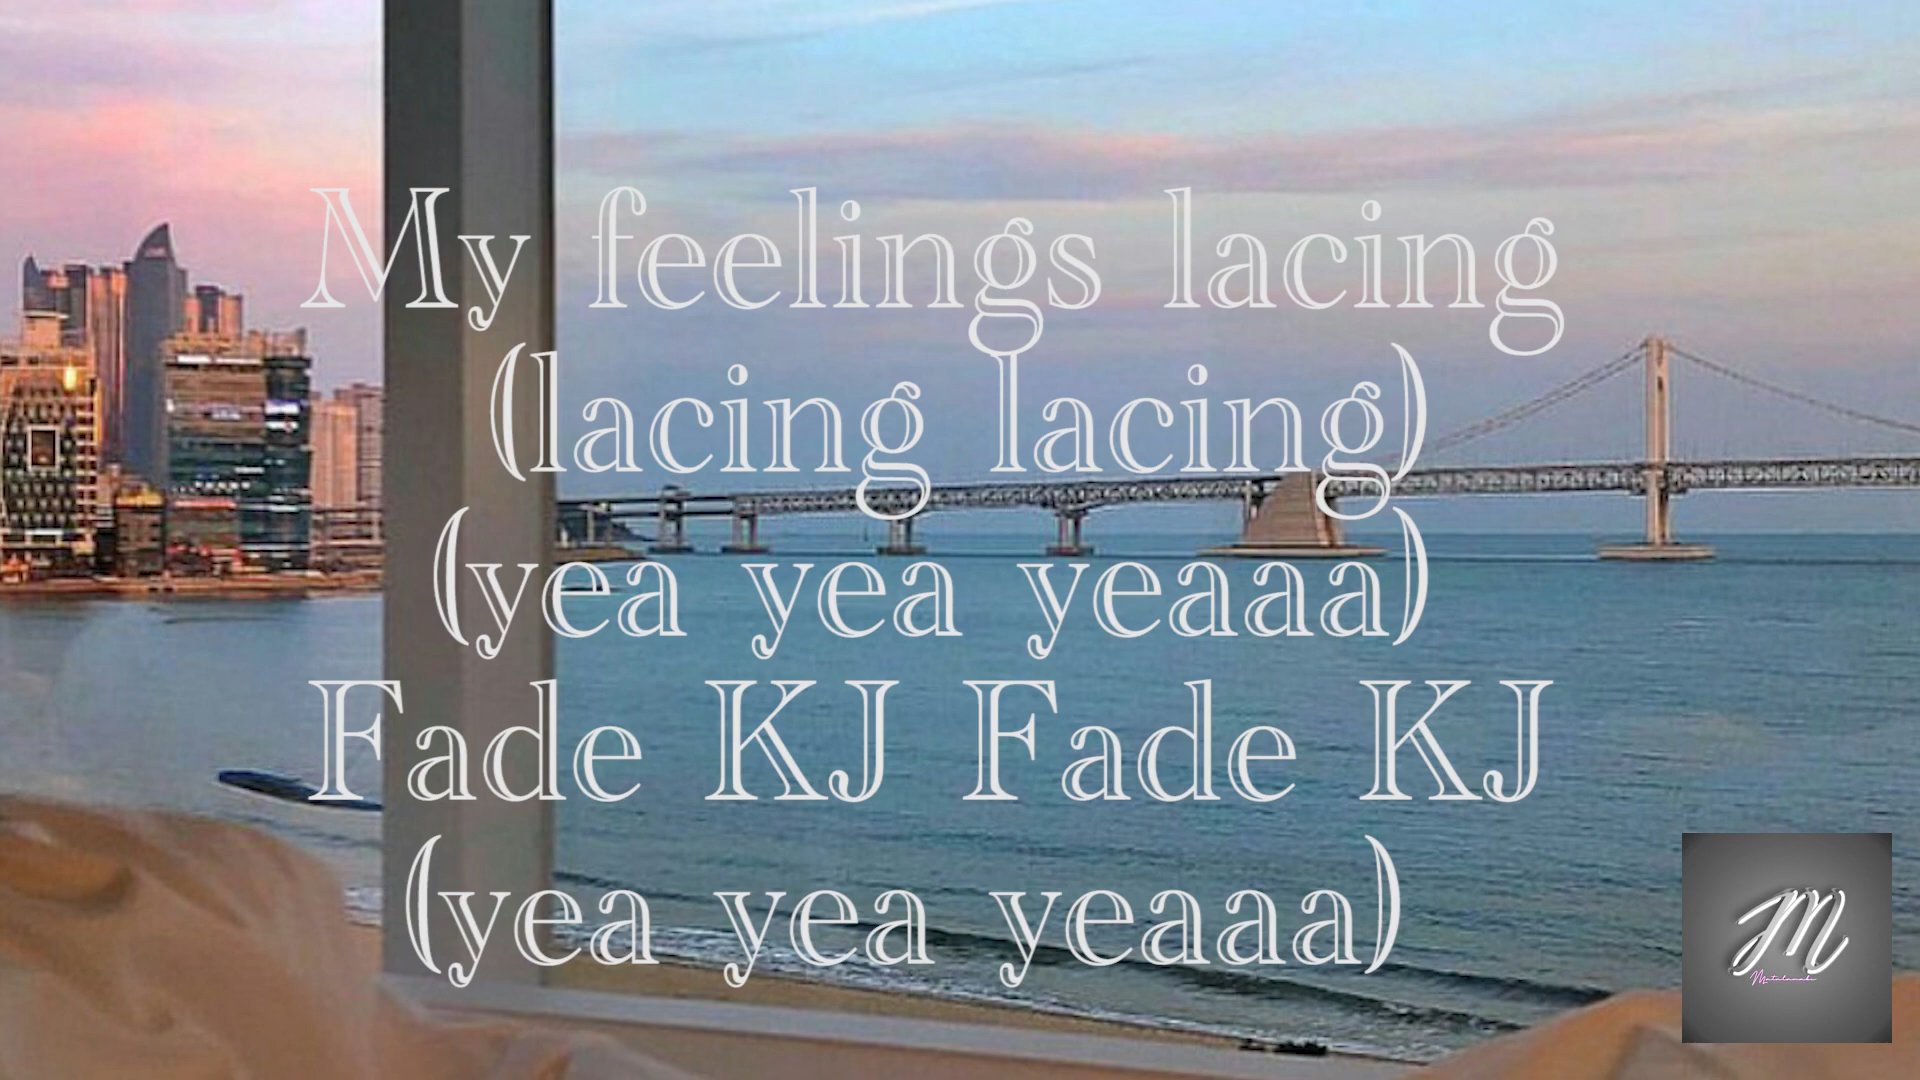 My feelings lacing
(lacing lacing)
(yea yea yeaaa)
Fade KJ Fade KJ
(yea yea yeaaa)
M